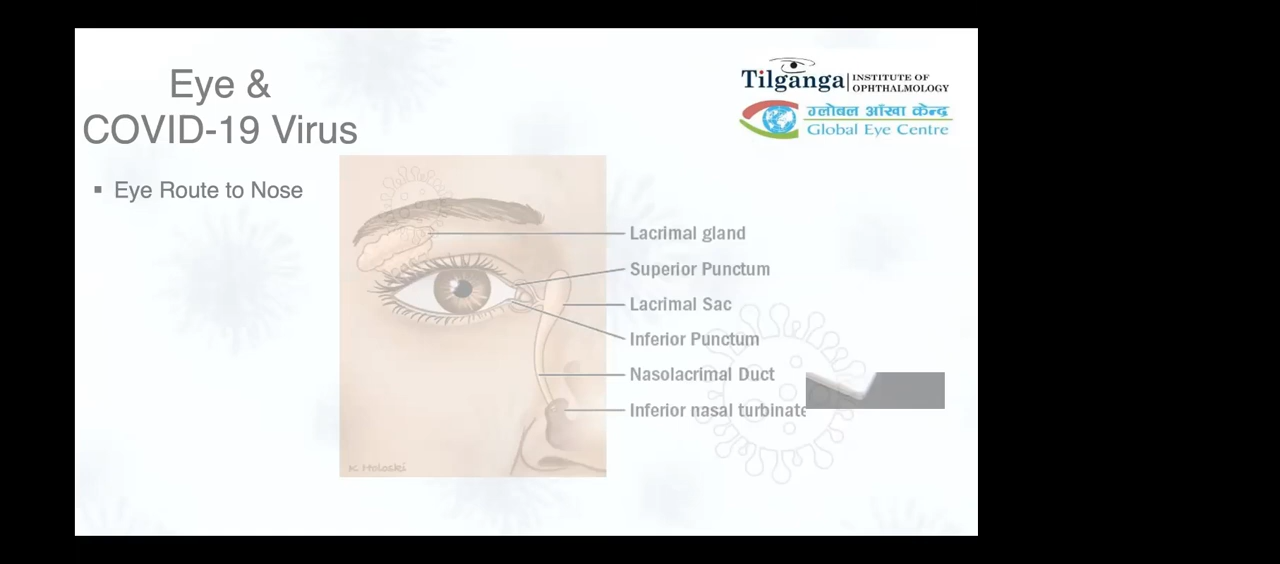 Eye &
COVID-19 Virus
Eye Route to Nose
Tilganga
INSTITUTE OF
OPHTHALMOLOGY
ग्लोबल आँखा केन्द्र
Global Eye Centre
Lacrimal gland
Superior Punctum
Lacrimal Sac
Inferior Punctum
Nasolacrimal Duct
Inferior nasal turbinate